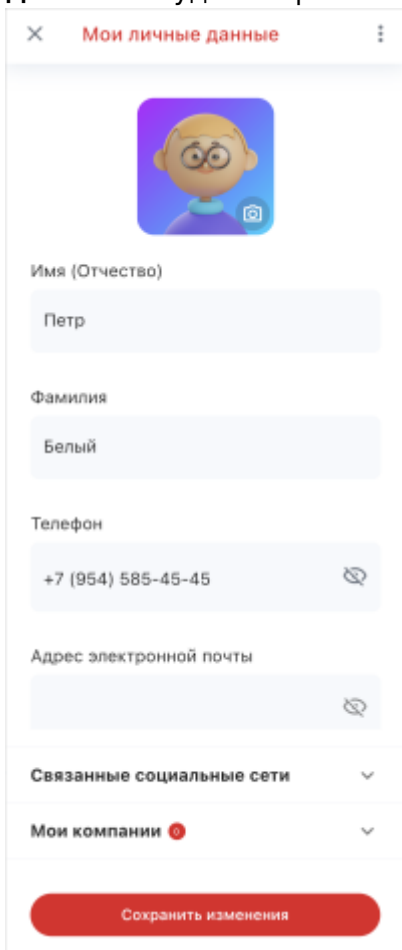 Мои личные данные
Имя (Отчество)
Петр
Фамилия
Белый
Телефон
+7 (954) 585-45-45
Адрес электронной почты
Связанные социальные сети
Мои компании 0
Сохранить изменения